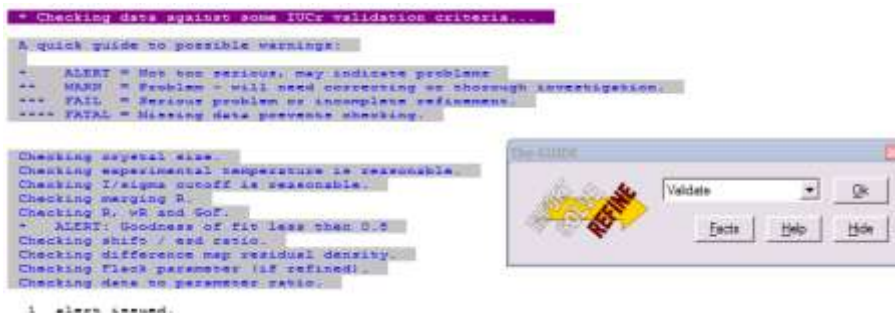 * Checking data against some IUCr validation criteria...
A quick guide to possible warnings:
* ALERT = Not too serious, may indicate problems
** WARN = Problem - will need correcting or thorough investigation.
*** FAIL = Serious problem or incomplete refinement.
**** FATAL = Missing data prevents checking.
Checking crystal size.
Checking experimental temperature is reasonable.
Checking I/sigma cutoff is reasonable.
Checking merging R.
Checking R, wR and GoF.
* ALERT: Goodness of fit less than 0.8
Checking shift / esd ratio.
Checking difference map residual density.
Checking Flack parameter (if refined).
Checking data to parameter ratio.
1 alert issued.
The GUIDE
Validate
Ok
REFINE
Facts
Help
Hide